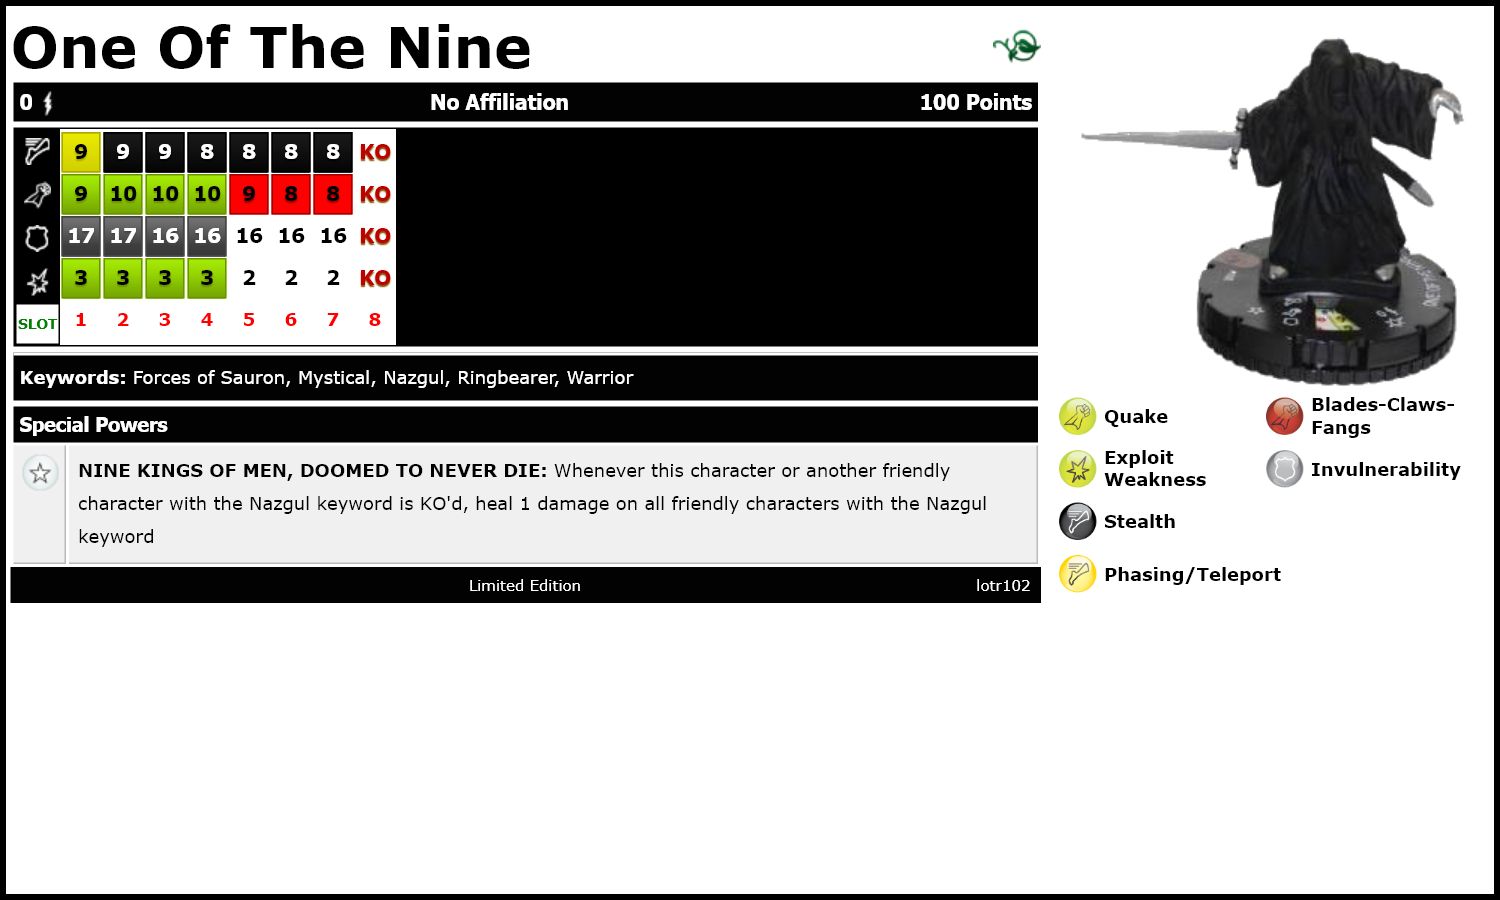 One Of The Nine
0 No Affiliation 100 Points
9 9 9 8 8 8 8 KO
9 10 10 10 9 8 8 KO
17 17 16 16 16 16 16 KO
3 3 3 3 2 2 2 KO
SLOT 1 2 3 4 5 6 7 8
Keywords: Forces of Sauron, Mystical, Nazgul, Ringbearer, Warrior
Special Powers
NINE KINGS OF MEN, DOOMED TO NEVER DIE: Whenever this character or another friendly
character with the Nazgul keyword is KO'd, heal 1 damage on all friendly characters with the Nazgul
keyword
Limited Edition lotr102
Quake
Blades-Claws-
Fangs
Exploit
Weakness
Invulnerability
Stealth
Phasing/Teleport